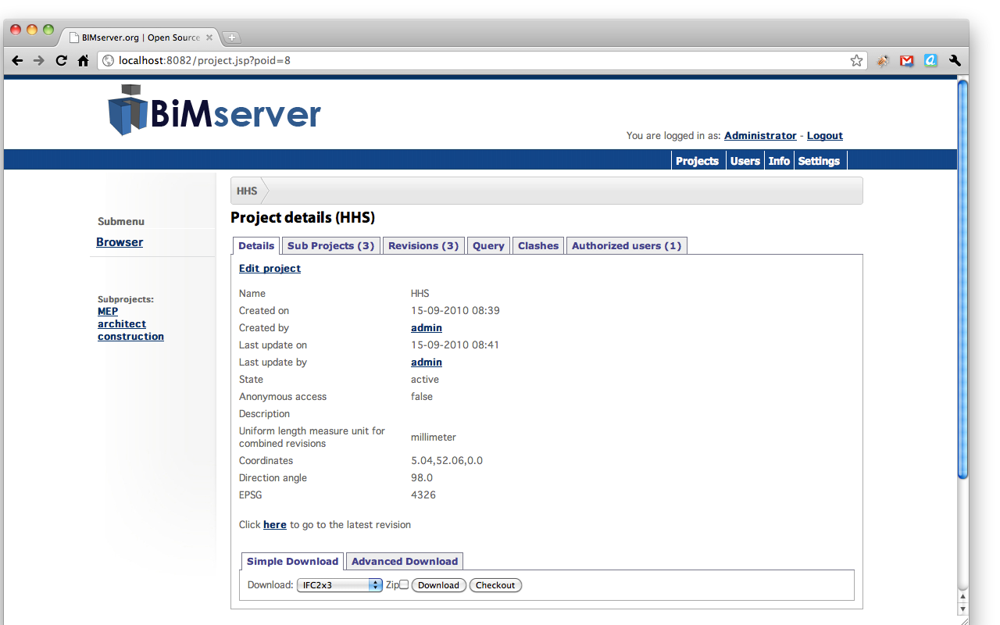 BIMserver.org | Open Source
localhost:8082/project.jsp?poid=8
BiMserver
You are logged in as: Administrator - Logout
Projects Users Info Settings
HHS
Submenu
Browser
Subprojects:
MEP
architect
construction
Project details (HHS)
Details Sub Projects (3) Revisions (3) Query Clashes Authorized users (1)
Edit project
Name HHS
Created on 15-09-2010 08:39
Created by admin
Last update on 15-09-2010 08:41
Last update by admin
State active
Anonymous access false
Description
Uniform length measure unit for
combined revisions millimeter
Coordinates 5.04,52.06,0.0
Direction angle 98.0
EPSG 4326
Click here to go to the latest revision
Simple Download Advanced Download
Download: IFC2x3 Zip Download Checkout